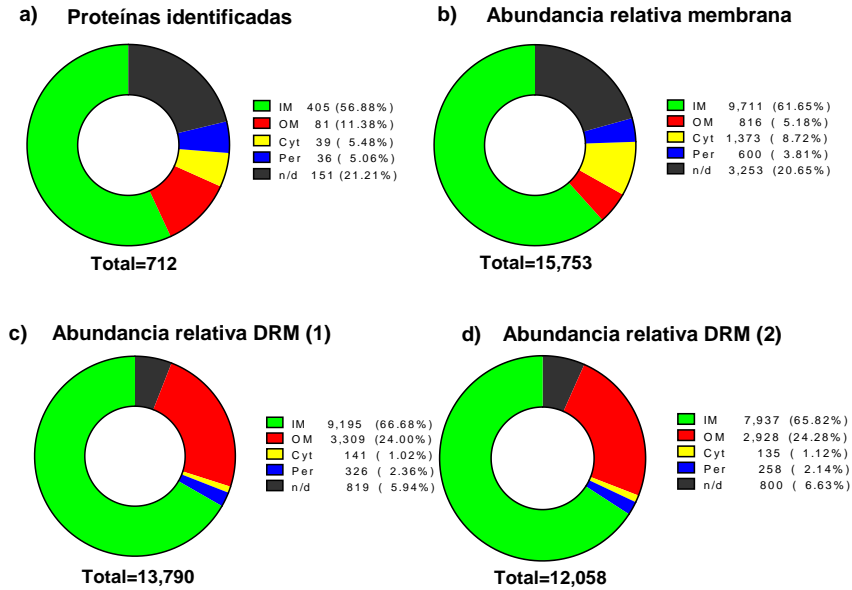 a) Proteínas identificadas
IM 405 (56.88%)
OM 81 (11.38%)
Cyt 39 ( 5.48%)
Per 36 ( 5.06%)
n/d 151 (21.21%)
Total=712
b) Abundancia relativa membrana
IM 9,711 (61.65%)
OM 816 ( 5.18%)
Cyt 1,373 ( 8.72%)
Per 600 ( 3.81%)
n/d 3,253 (20.65%)
Total=15,753
c) Abundancia relativa DRM (1)
IM 9,195 (66.68%)
OM 3,309 (24.00%)
Cyt 141 ( 1.02%)
Per 326 ( 2.36%)
n/d 819 ( 5.94%)
Total=13,790
d) Abundancia relativa DRM (2)
IM 7,937 (65.82%)
OM 2,928 (24.28%)
Cyt 135 ( 1.12%)
Per 258 ( 2.14%)
n/d 800 ( 6.63%)
Total=12,058